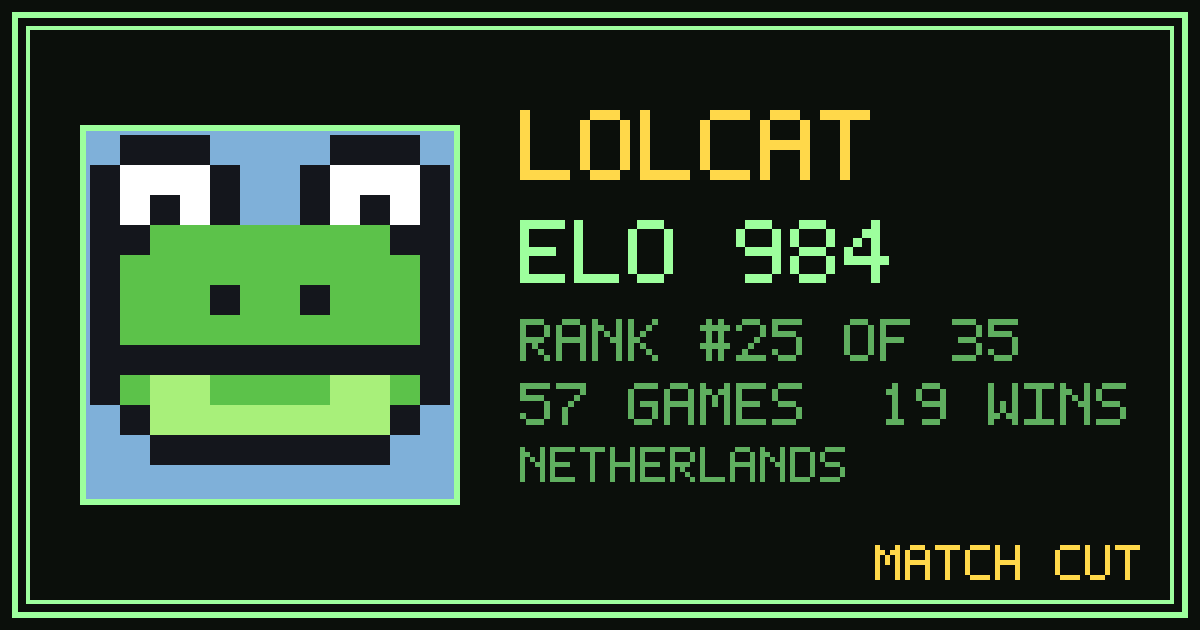 LOLCAT
ELO 984
RANK #25 OF 35
57 GAMES 19 WINS
NETHERLANDS
MATCH CUT